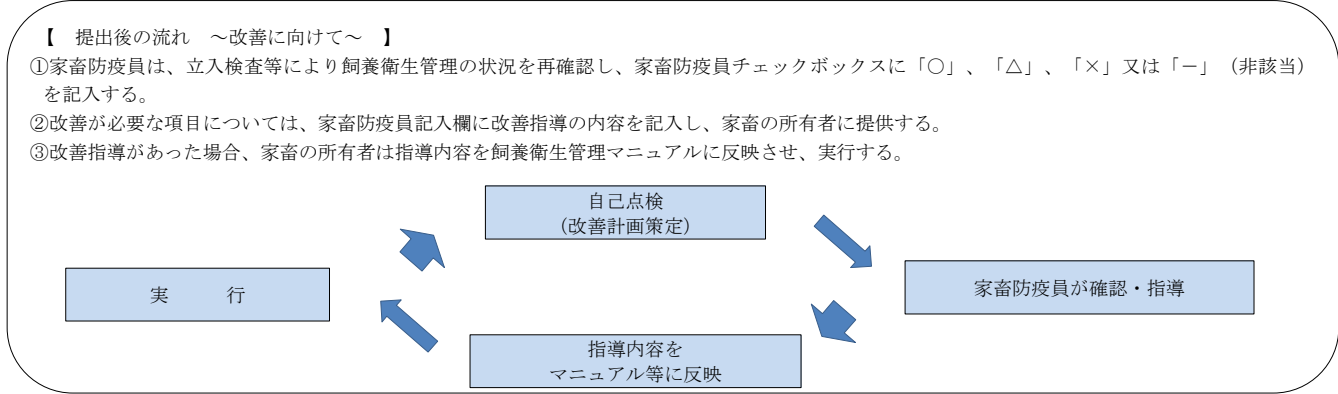 【　提出後の流れ　～改善に向けて～　】
①家畜防疫員は、立入検査等により飼養衛生管理の状況を再確認し、家畜防疫員チェックボックスに「○」、「△」、「×」又は「－」（非該当）
を記入する。
②改善が必要な項目については、家畜防疫員記入欄に改善指導の内容を記入し、家畜の所有者に提供する。
③改善指導があった場合、家畜の所有者は指導内容を飼養衛生管理マニュアルに反映させ、実行する。
自己点検
(改善計画策定)
家畜防疫員が確認・指導
実　　行
指導内容を
マニュアル等に反映